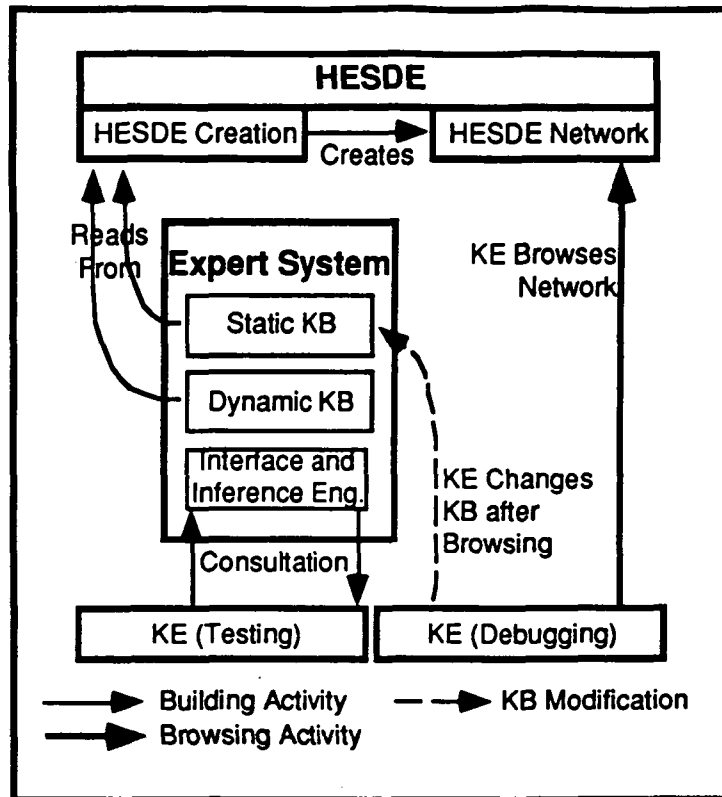 HESDE
HESDE Creation
Creates
HESDE Network
Reads
From
Expert System
KE Browses
Network
Static KB
Dynamic KB
Interface and
Inference Eng.
KE Changes
KB after
Browsing
Consultation
KE (Testing)
KE (Debugging)
Building Activity
KB Modification
Browsing Activity